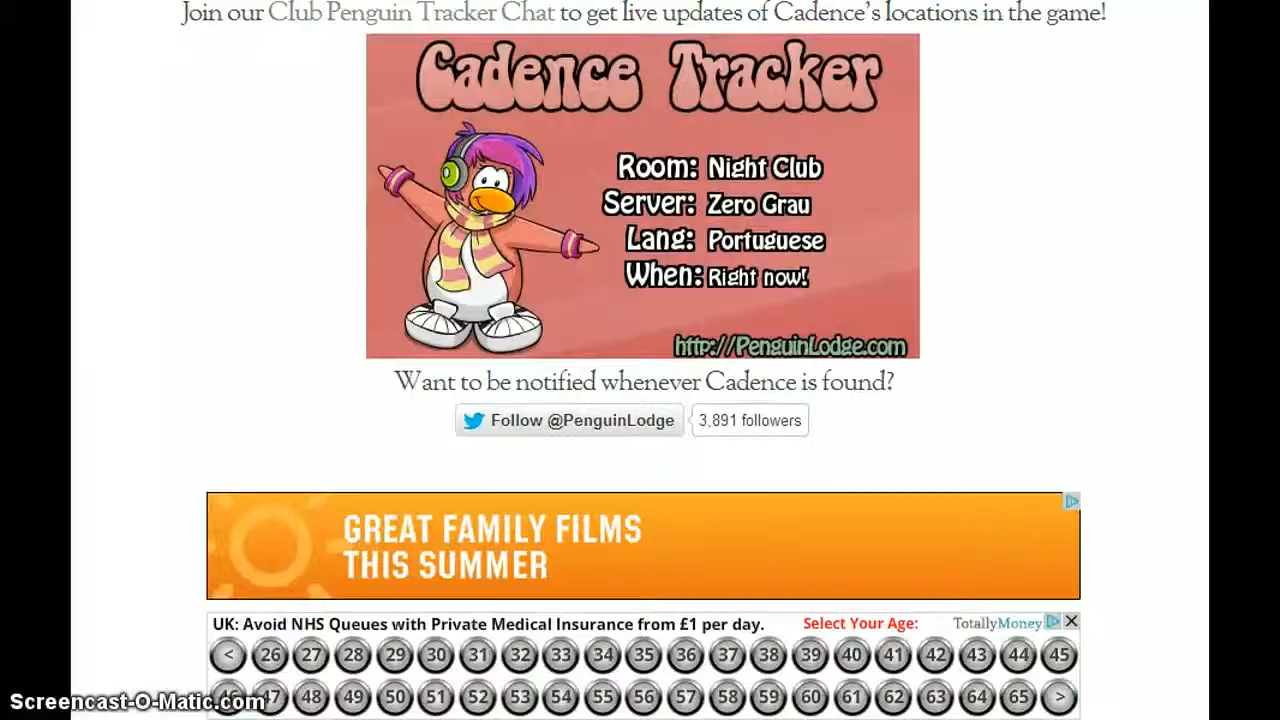 Join our Club Penguin Tracker Chat to get live updates of Cadence's locations in the game!
Cadence Tracker
Room: Night Club
Server: Zero Grau
Lang: Portuguese
When: Right now!
http://PenguinLodge.com
Want to be notified whenever Cadence is found?
Follow @PenguinLodge 3,891 followers
GREAT FAMILY FILMS
THIS SUMMER
UK: Avoid NHS Queues with Private Medical Insurance from £1 per day. Select Your Age: TotallyMoney
< 26 27 28 29 30 31 32 33 34 35 36 37 38 39 40 41 42 43 44 45
46 47 48 49 50 51 52 53 54 55 56 57 58 59 60 61 62 63 64 65 >
Screencast-O-Matic.com